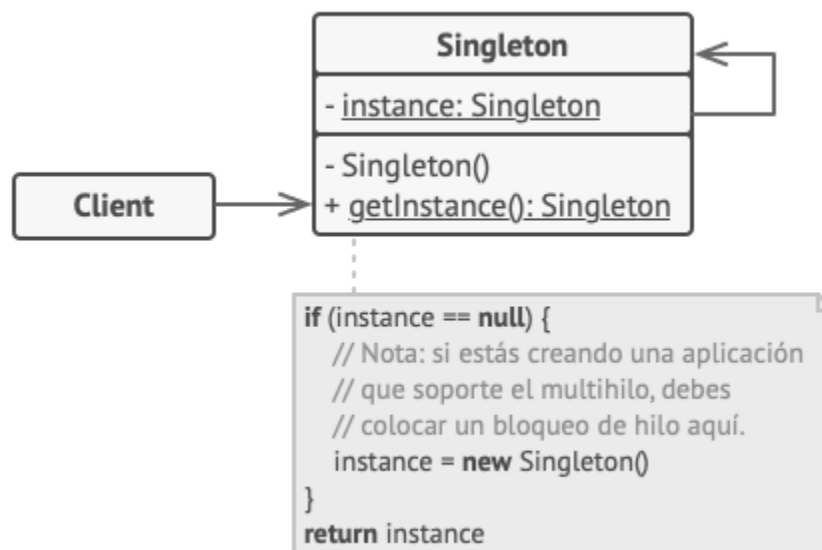 Singleton
- instance: Singleton
- Singleton()
+ getInstance(): Singleton
Client
if (instance == null) {
// Nota: si estás creando una aplicación
// que soporte el multihilo, debes
// colocar un bloqueo de hilo aquí.
instance = new Singleton()
}
return instance